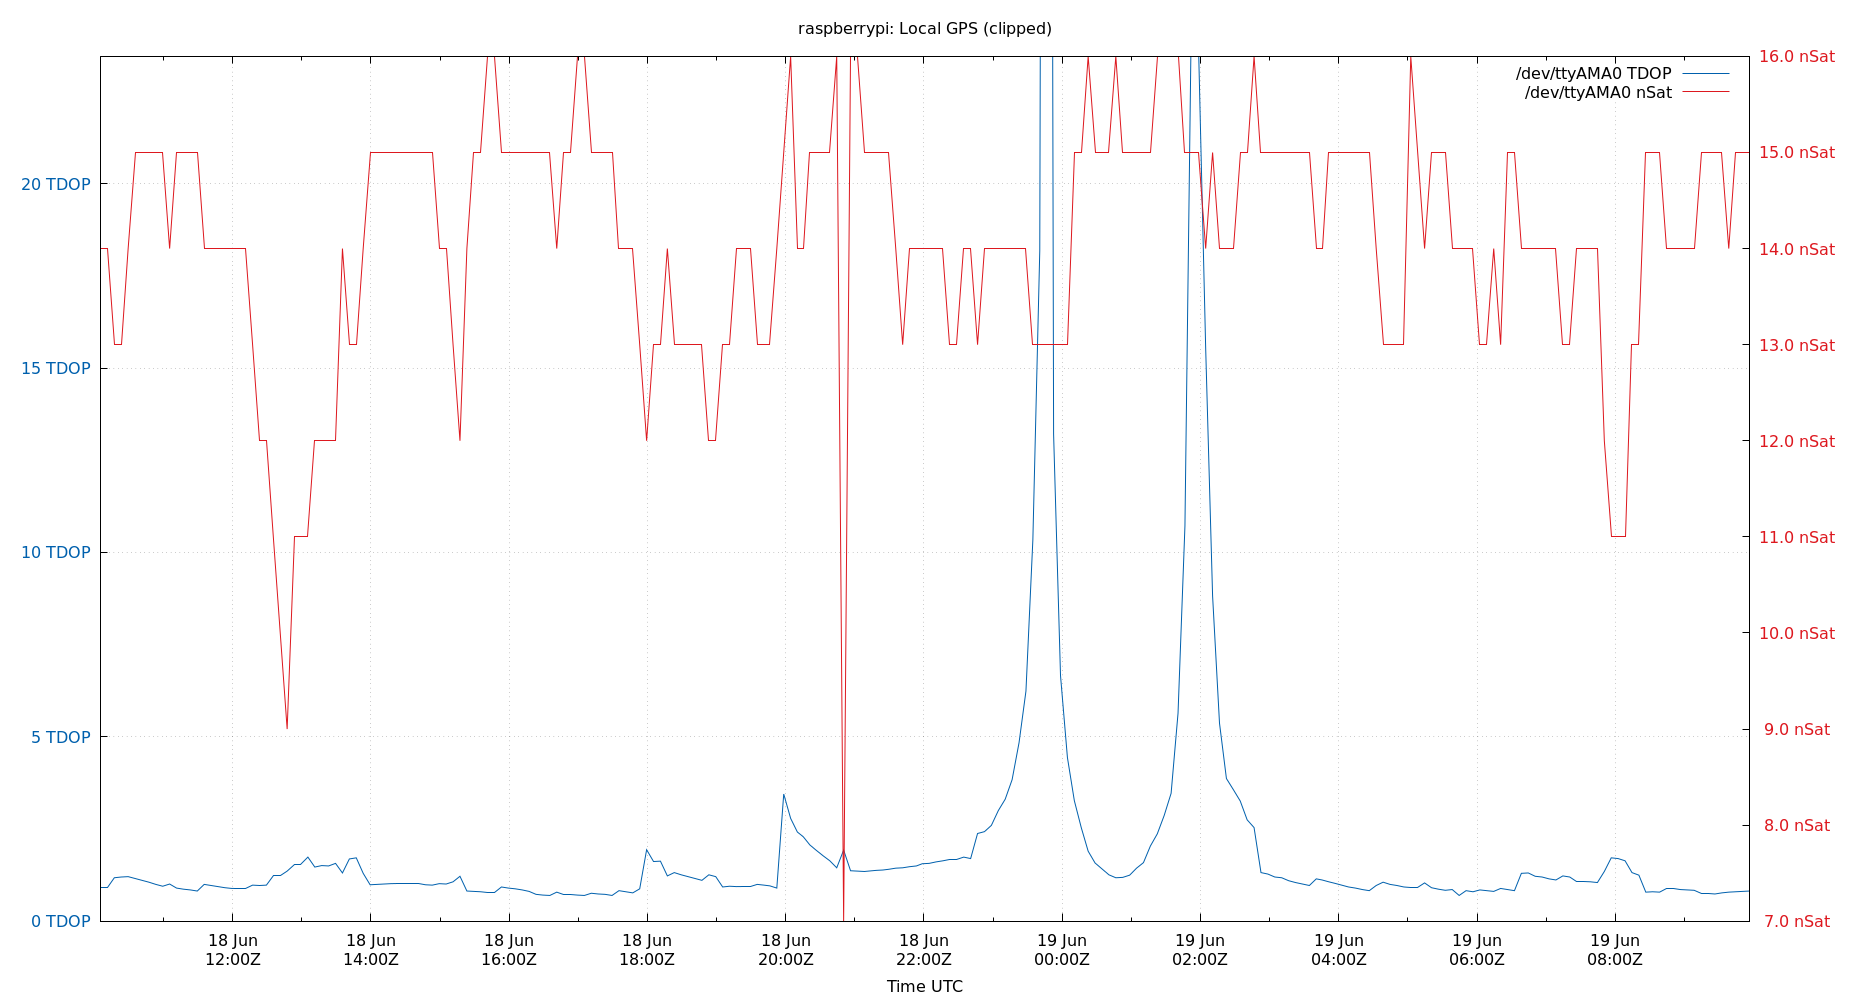 raspberrypi: Local GPS (clipped)
/dev/ttyAMA0 TDOP
/dev/ttyAMA0 nSat
20 TDOP
15 TDOP
10 TDOP
5 TDOP
0 TDOP
16.0 nSat
15.0 nSat
14.0 nSat
13.0 nSat
12.0 nSat
11.0 nSat
10.0 nSat
9.0 nSat
8.0 nSat
7.0 nSat
18 Jun 18 Jun 18 Jun 18 Jun 18 Jun 18 Jun 19 Jun 19 Jun 19 Jun 19 Jun 19 Jun
12:00Z 14:00Z 16:00Z 18:00Z 20:00Z 22:00Z 00:00Z 02:00Z 04:00Z 06:00Z 08:00Z
Time UTC